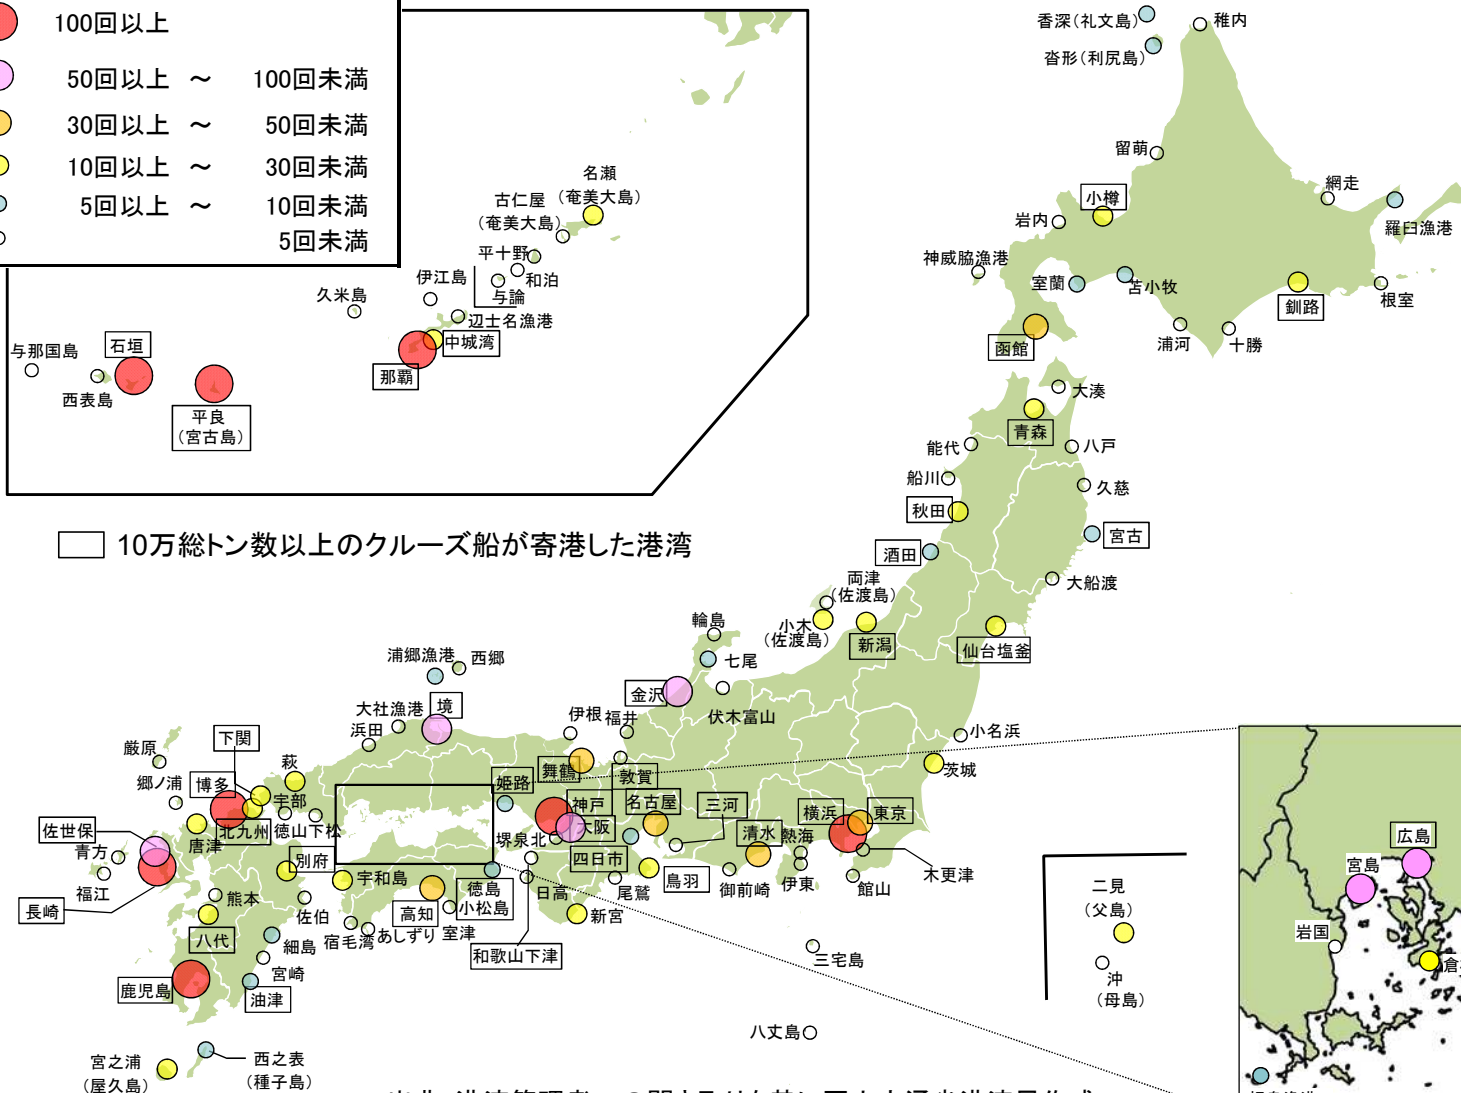 100回以上
50回以上 ～ 100回未満
30回以上 ～ 50回未満
10回以上 ～ 30回未満
5回以上 ～ 10回未満
5回未満
名瀬
（奄美大島）
古仁屋
（奄美大島）
平土野
和泊
与論
伊江島
辺士名漁港
久米島
中城湾
那覇
与那国島
石垣
西表島
平良
（宮古島）
10万総トン数以上のクルーズ船が寄港した港湾
香深（礼文島）
稚内
沓形（利尻島）
留萌
網走
小樽
羅臼漁港
岩内
神威脇漁港
室蘭
苫小牧
釧路
根室
函館
浦河
十勝
大湊
青森
能代
八戸
船川
久慈
秋田
宮古
酒田
大船渡
両津
（佐渡島）
小木
（佐渡島）
新潟
仙台塩釜
輪島
七尾
金沢
伏木富山
浦郷漁港
西郷
境
大社漁港
浜田
伊根
福井
小名浜
下関
厳原
萩
舞鶴
敦賀
茨城
郷ノ浦
博多
宇部
姫路
神戸
名古屋
三河
横浜
東京
佐世保
唐津
北九州
徳山下松
大阪
堺泉北
清水
熱海
青方
別府
四日市
木更津
福江
宇和島
徳島
小松島
日高
尾鷲
鳥羽
御前崎
伊東
館山
長崎
熊本
佐伯
高知
新宮
八代
細島
宿毛湾
あしずり
室津
和歌山下津
宮崎
三宅島
鹿児島
油津
八丈島
宮之浦
（屋久島）
西之表
（種子島）
二見
（父島）
沖
（母島）
広島
宮島
岩国
倉